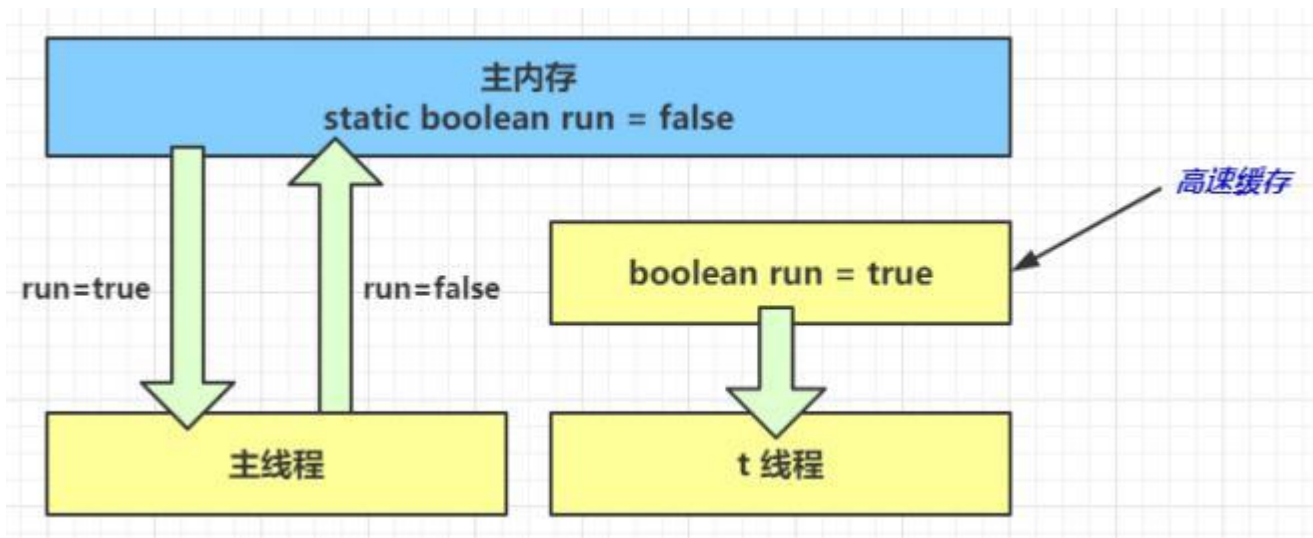 主内存
static boolean run = false
高速缓存
boolean run = true
run=true
run=false
主线程
t 线程